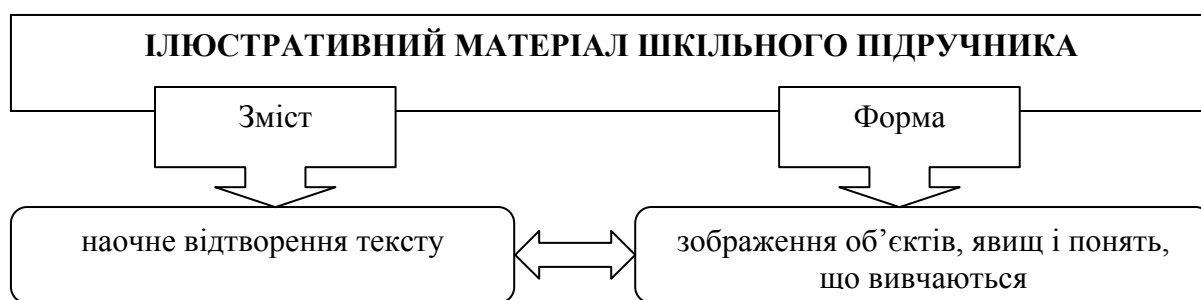 ІЛЮСТРАТИВНИЙ МАТЕРІАЛ ШКІЛЬНОГО ПІДРУЧНИКА
Зміст
Форма
наочне відтворення тексту
зображення об’єктів, явищ і понять,
що вивчаються